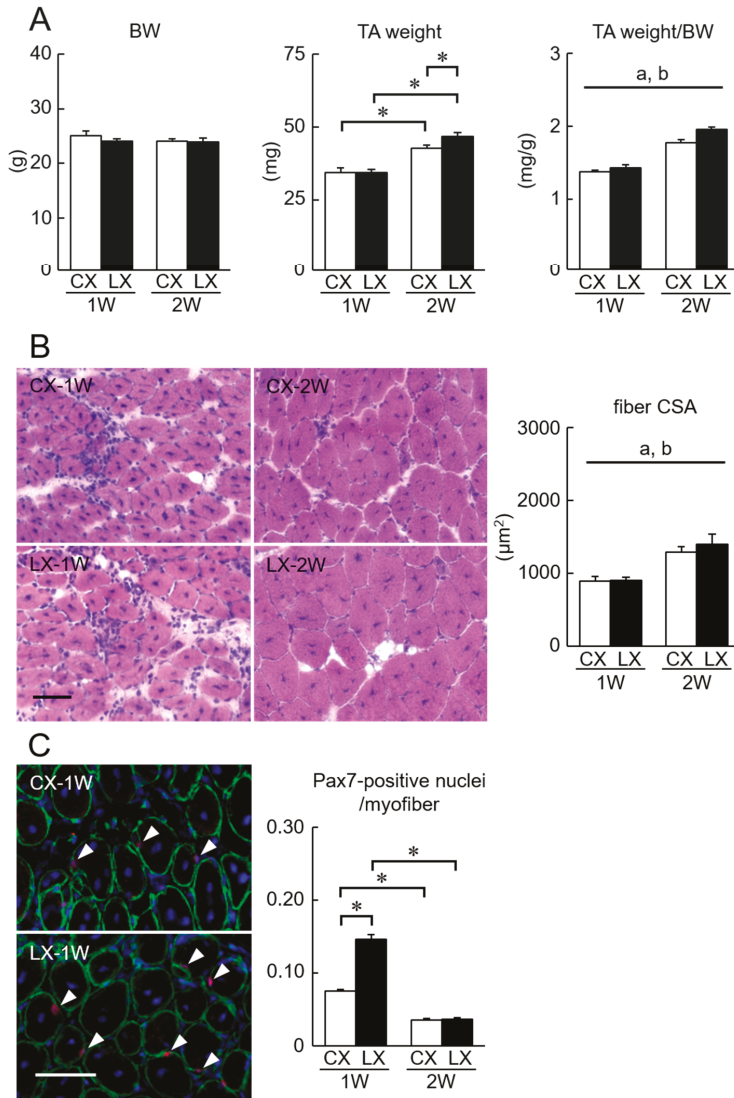 A
BW
TA weight
TA weight/BW
40
30
20
10
0
(g)
CX LX CX LX
1W 2W
75
50
25
0
(mg)
*
*
*
CX LX CX LX
1W 2W
3
2
1
0
(mg/g)
a, b
CX LX CX LX
1W 2W
B
CX-1W
CX-2W
LX-1W
LX-2W
fiber CSA
3000
2000
1000
0
(μm²)
a, b
CX LX CX LX
1W 2W
C
CX-1W
LX-1W
Pax7-positive nuclei
/myofiber
0.30
0.20
0.10
0
*
*
*
CX LX CX LX
1W 2W